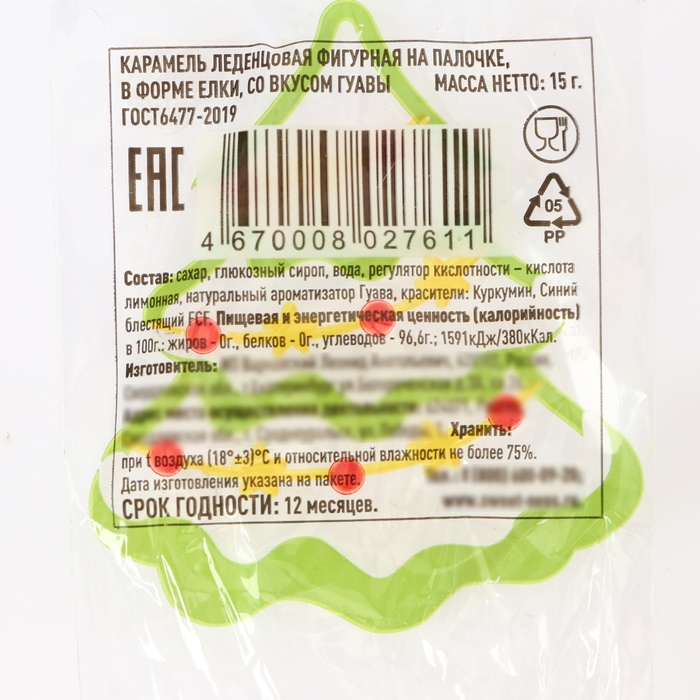 КАРАМЕЛЬ ЛЕДЕНЦОВАЯ ФИГУРНАЯ НА ПАЛОЧКЕ,
В ФОРМЕ ЕЛКИ, СО ВКУСОМ ГУАВЫ МАССА НЕТТО: 15 г.
ГОСТ6477-2019
EAC
05
PP
4 670008 027611
Состав: сахар, глюкозный сироп, вода, регулятор кислотности – кислота
лимонная, натуральный ароматизатор Гуава, красители: Куркумин, Синий
блестящий FCF. Пищевая и энергетическая ценность (калорийность)
в 100г.: жиров - 0г., белков - 0г., углеводов - 96,6г.; 1591кДж/380кКал.
Изготовитель:
Хранить:
при t воздуха (18°±3)°С и относительной влажности не более 75%.
Дата изготовления указана на пакете.
СРОК ГОДНОСТИ: 12 месяцев.